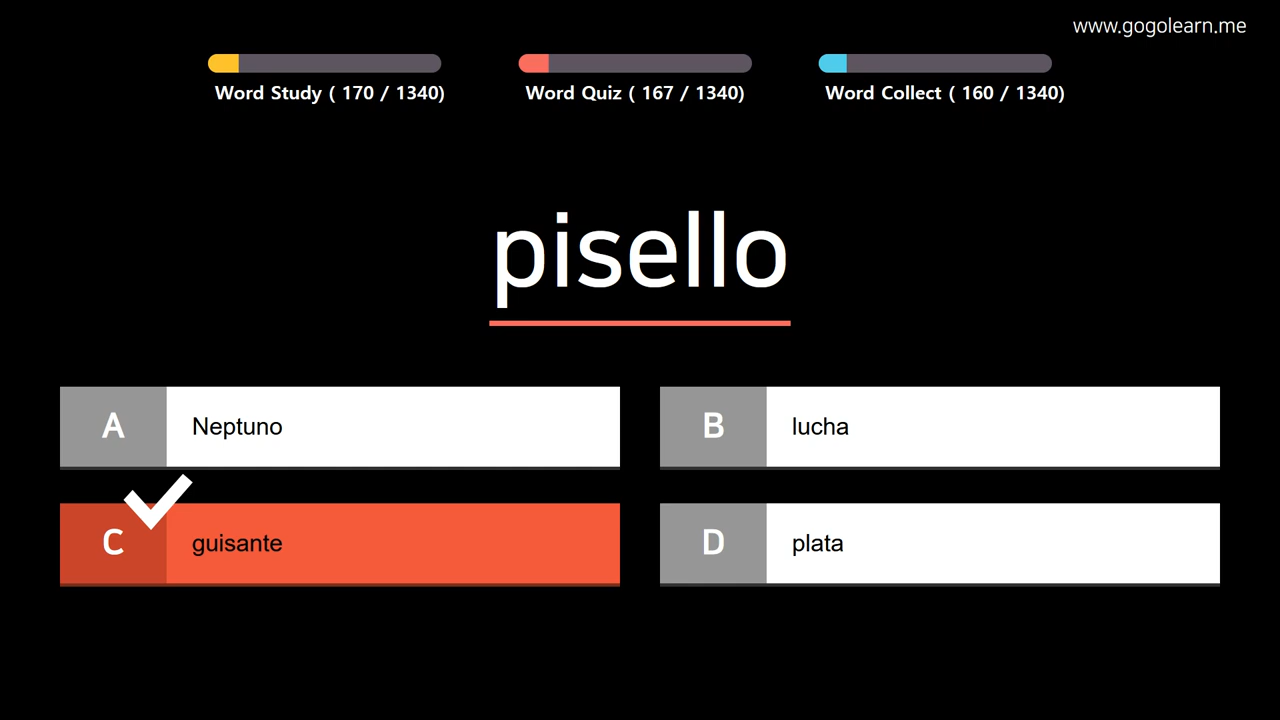 www.gogolearn.me
Word Study ( 170 / 1340)
Word Quiz ( 167 / 1340)
Word Collect ( 160 / 1340)
pisello
A
Neptuno
B
lucha
C
guisante
D
plata